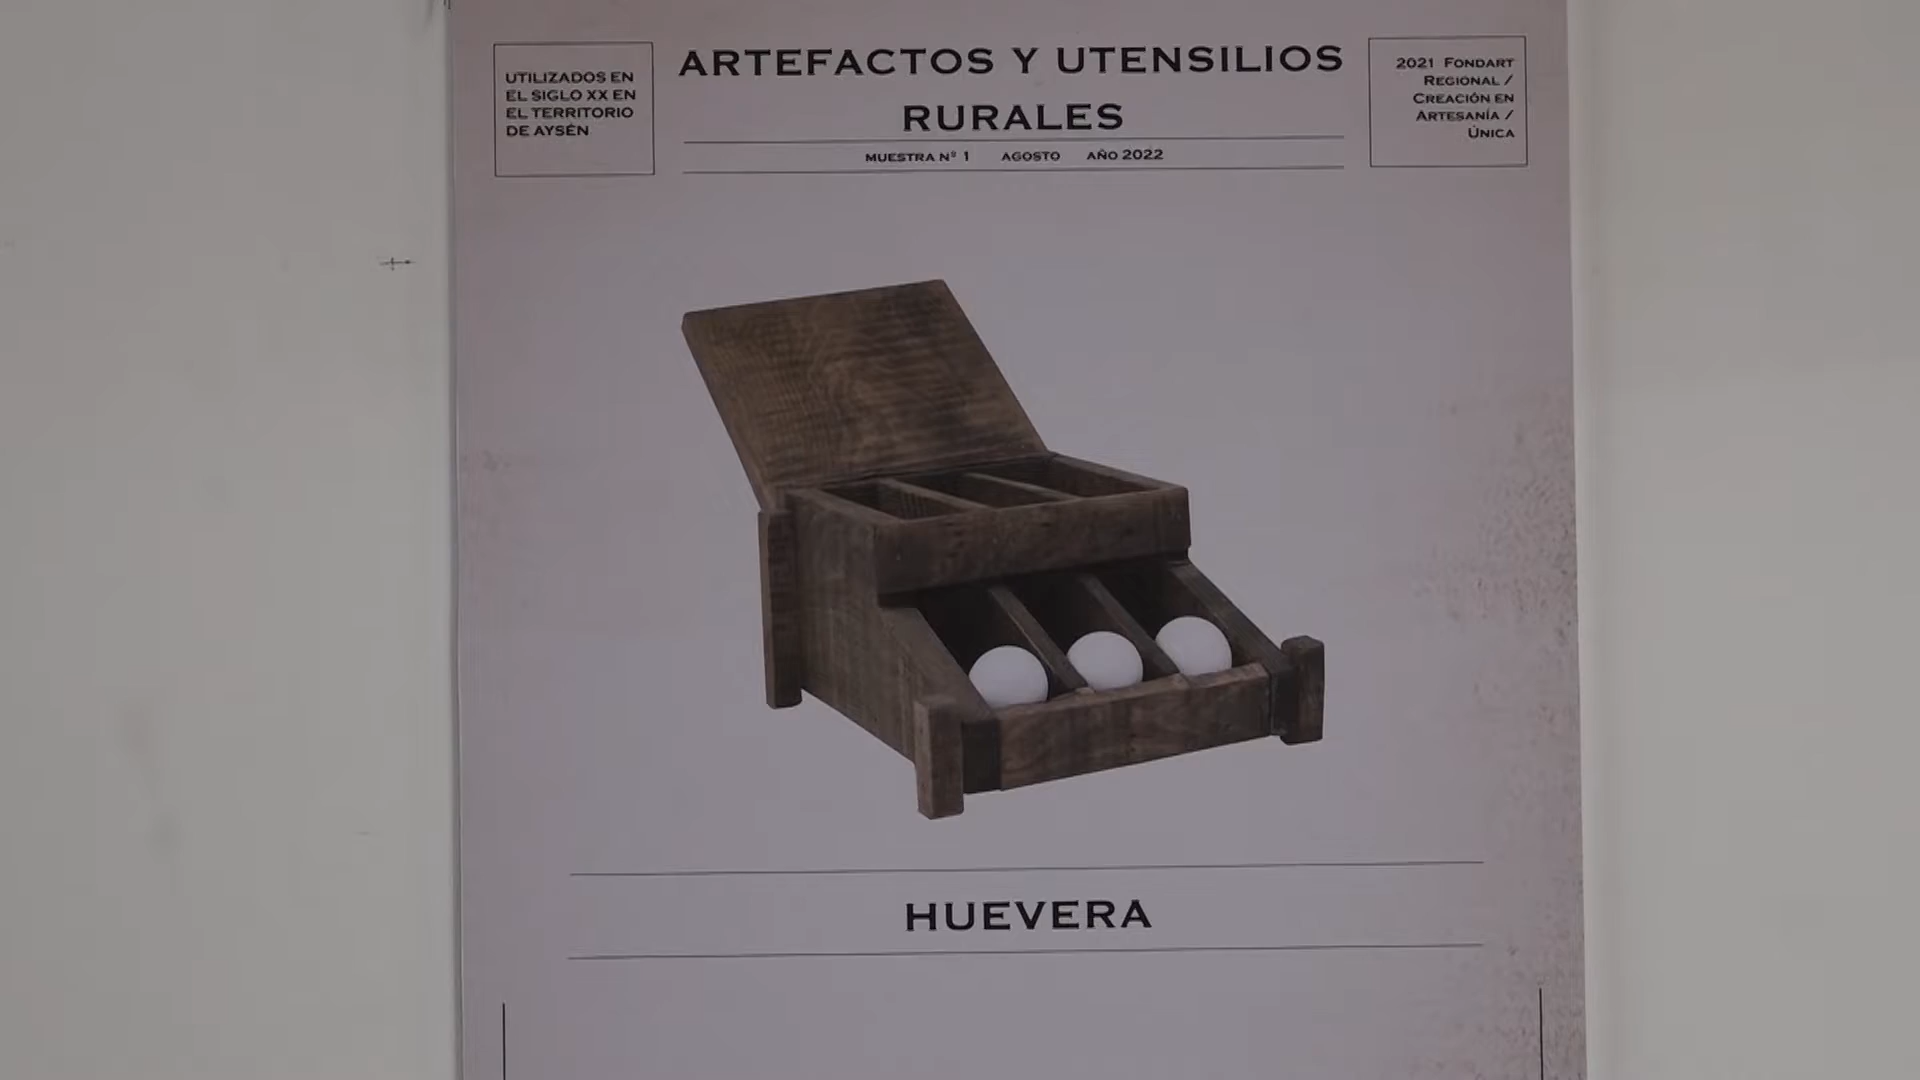 UTILIZADOS EN
EL SIGLO XX EN
EL TERRITORIO
DE AYSÉN
ARTEFACTOS Y UTENSILIOS
RURALES
MUESTRA Nº 1 AGOSTO AÑO 2022
2021 FONDART
REGIONAL /
CREACIÓN EN
ARTESANÍA /
ÚNICA
HUEVERA